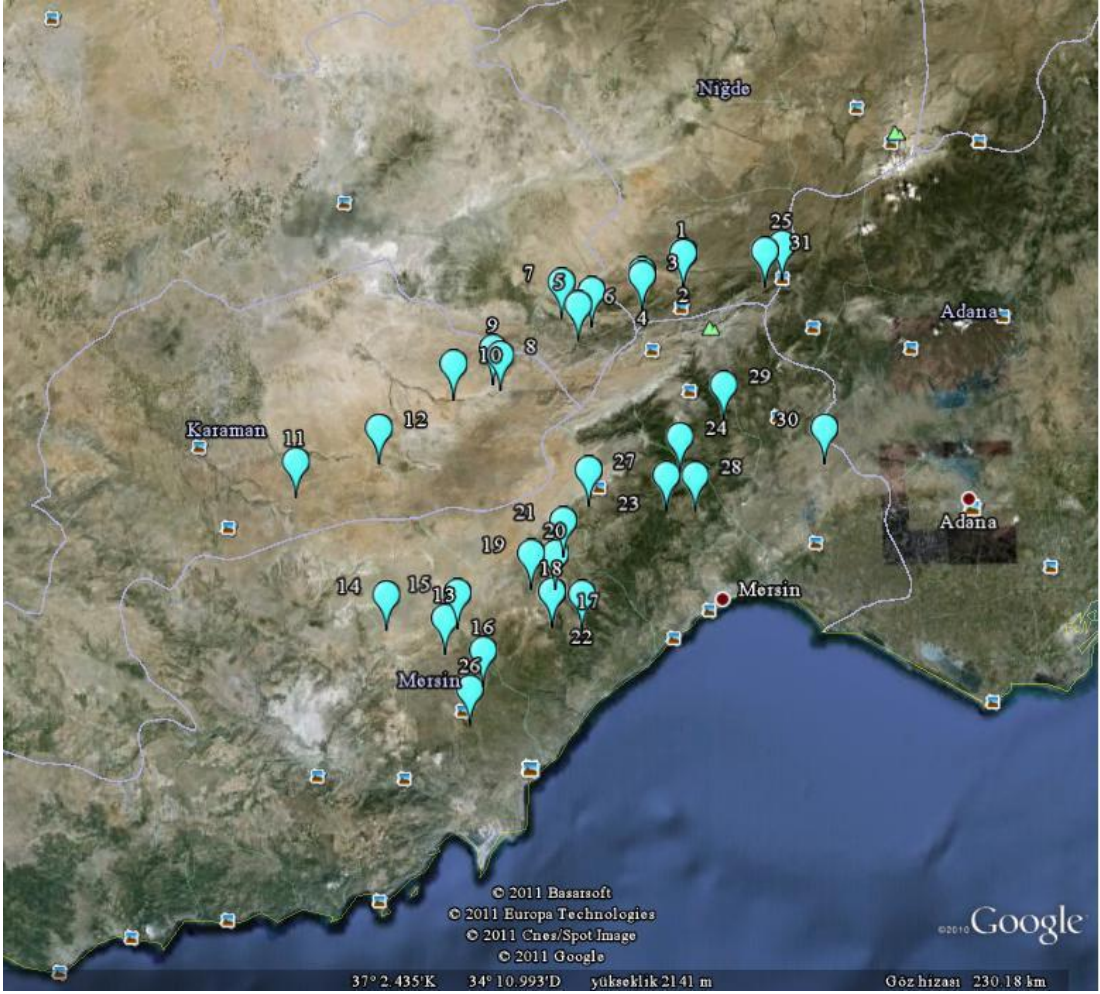 Niğde
1
25
31
3
7
5
2
6
4
Adana
9
8
10
29
12
24
30
Karaman
11
27
28
23
21
Adana
20
19
18
14
15
13
17
Mersin
22
16
26
Mersin
© 2011 Basarsoft
© 2011 Europa Technologies
© 2011 Cnes/Spot Image
© 2011 Google
©2010 Google
37° 2.435'K 34° 10.993'D yükseklik 2141 m Göz hizası 230.18 km